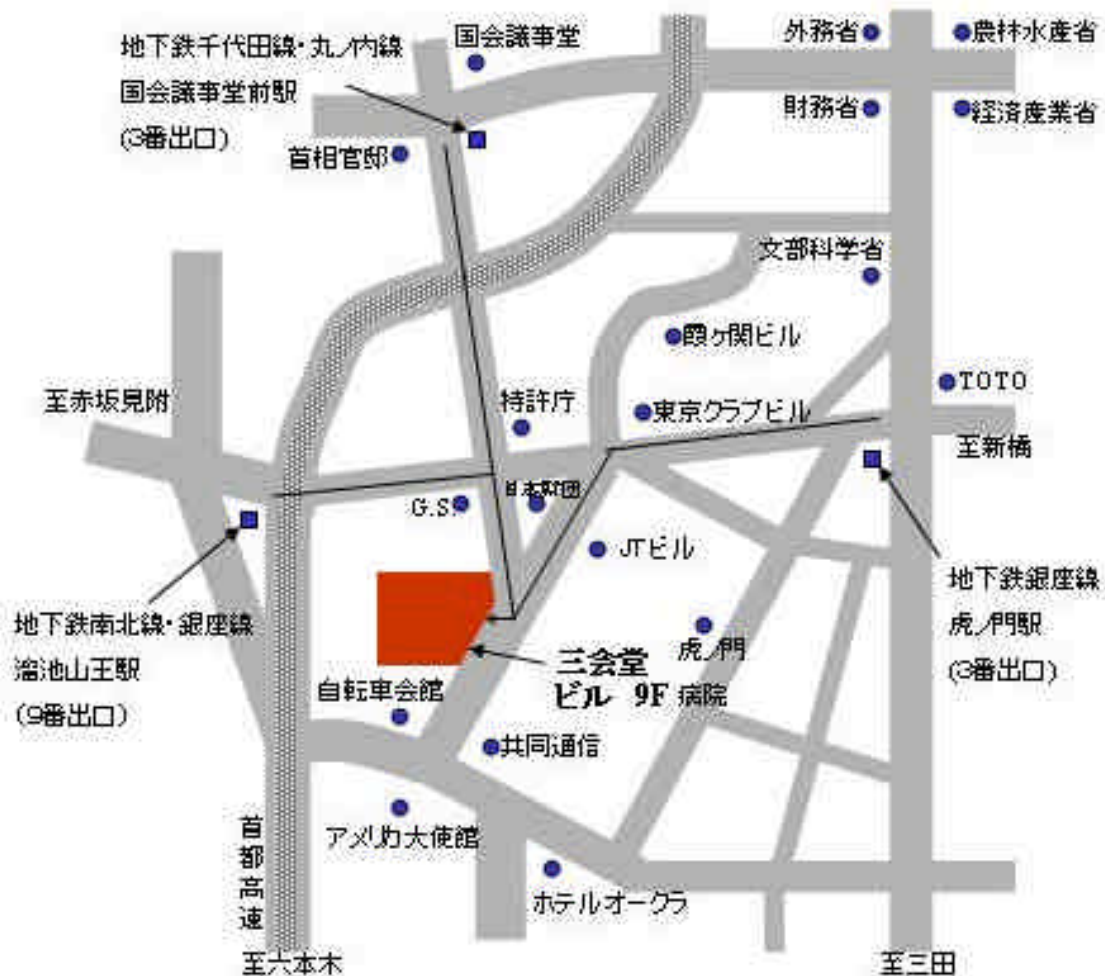 地下鉄千代田線・丸ノ内線
国会議事堂前駅
(3番出口)
国会議事堂
首相官邸
外務省
農林水産省
財務省
経済産業省
文部科学省
霞ヶ関ビル
至赤坂見附
特許庁
東京クラブビル
TOTO
至新橋
G.S.
日本財団
JTビル
地下鉄南北線・銀座線
溜池山王駅
(9番出口)
地下鉄銀座線
虎ノ門駅
(3番出口)
三会堂
ビル 9F
虎ノ門
病院
自転車会館
共同通信
アメリカ大使館
ホテルオークラ
首都高速
至六本木
至三田